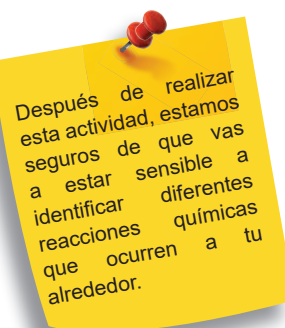 Después de realizar
esta actividad, estamos
seguros de que vas
a estar sensible a
identificar diferentes
reacciones químicas
que ocurren a tu
alrededor.